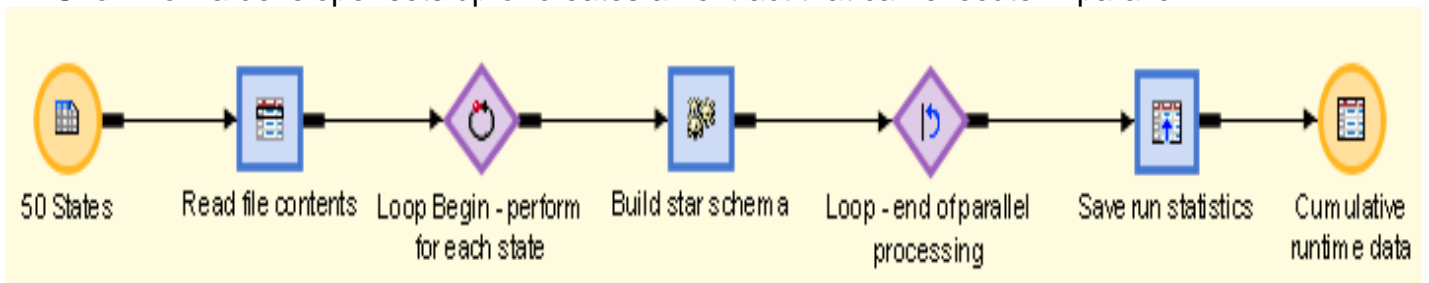 50 States
Read file contents
Loop Begin - perform
for each state
Build star schema
Loop - end of parallel
processing
Save run statistics
Cumulative
runtime data